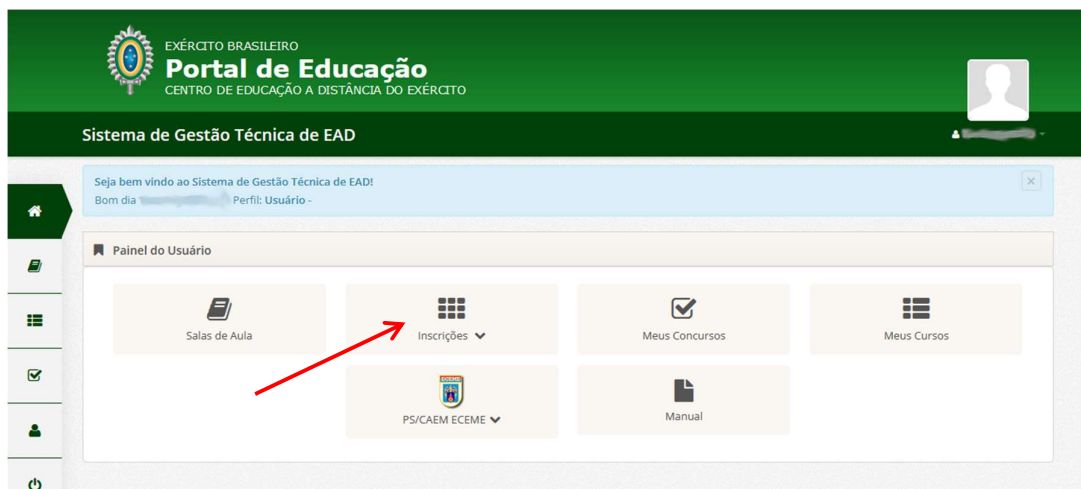 EXÉRCITO BRASILEIRO
Portal de Educação
CENTRO DE EDUCAÇÃO A DISTÂNCIA DO EXÉRCITO
Sistema de Gestão Técnica de EAD
Seja bem vindo ao Sistema de Gestão Técnica de EAD!
Bom dia Perfil: Usuário -
Painel do Usuário
Salas de Aula
Inscrições
Meus Concursos
Meus Cursos
ECEME
PS/CAEM ECEME
Manual